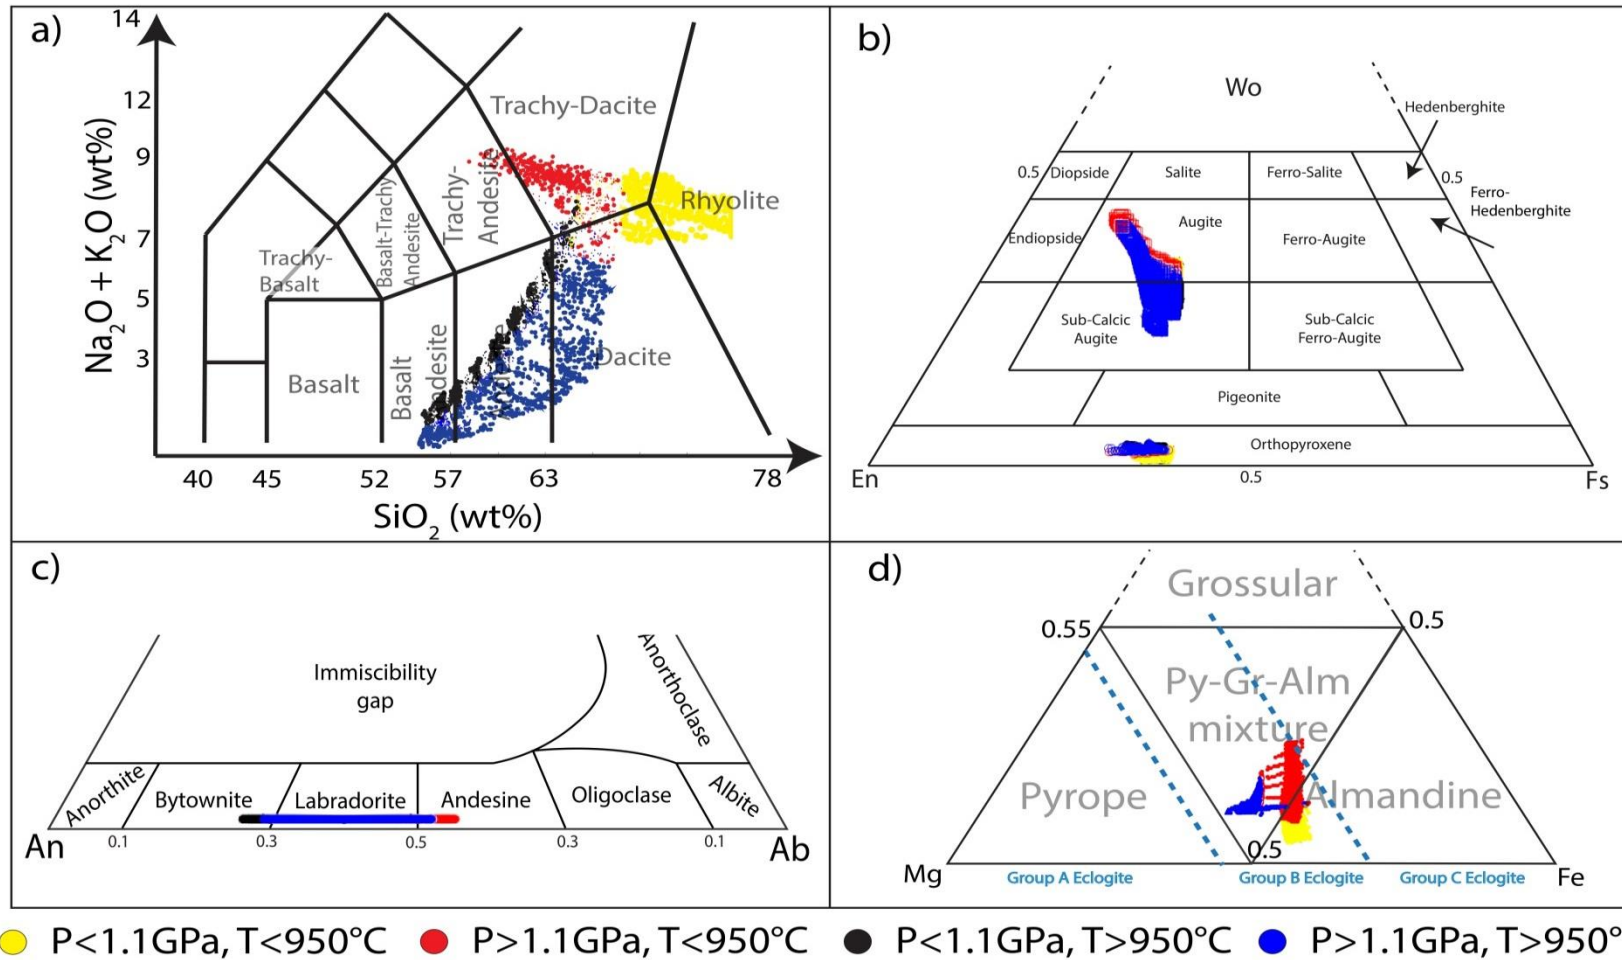 a)
14
12
9
7
5
3
Na2O + K2O (wt%)
Trachy-Dacite
Rhyolite
Trachy-
Andesite
Basalt-Trachy
Andesite
Trachy-
Basalt
Basalt
Basalt
Andesite
Dacite
40
45
52
57
63
78
SiO2 (wt%)
b)
Wo
Hedenberghite
0.5
Diopside
Salite
Ferro-Salite
0.5
Ferro-
Hedenberghite
Endiopside
Augite
Ferro-Augite
Sub-Calcic
Augite
Sub-Calcic
Ferro-Augite
Pigeonite
Orthopyroxene
En
0.5
Fs
c)
Immiscibility
gap
Anorthoclase
Anorthite
Bytownite
Labradorite
Andesine
Oligoclase
Albite
An
0.1
0.3
0.5
0.3
0.1
Ab
d)
Grossular
0.55
0.5
Py-Gr-Alm
mixture
Pyrope
Almandine
0.5
Mg
Group A Eclogite
Group B Eclogite
Group C Eclogite
Fe
P<1.1GPa, T<950°C
P>1.1GPa, T<950°C
P<1.1GPa, T>950°C
P>1.1GPa, T>950°